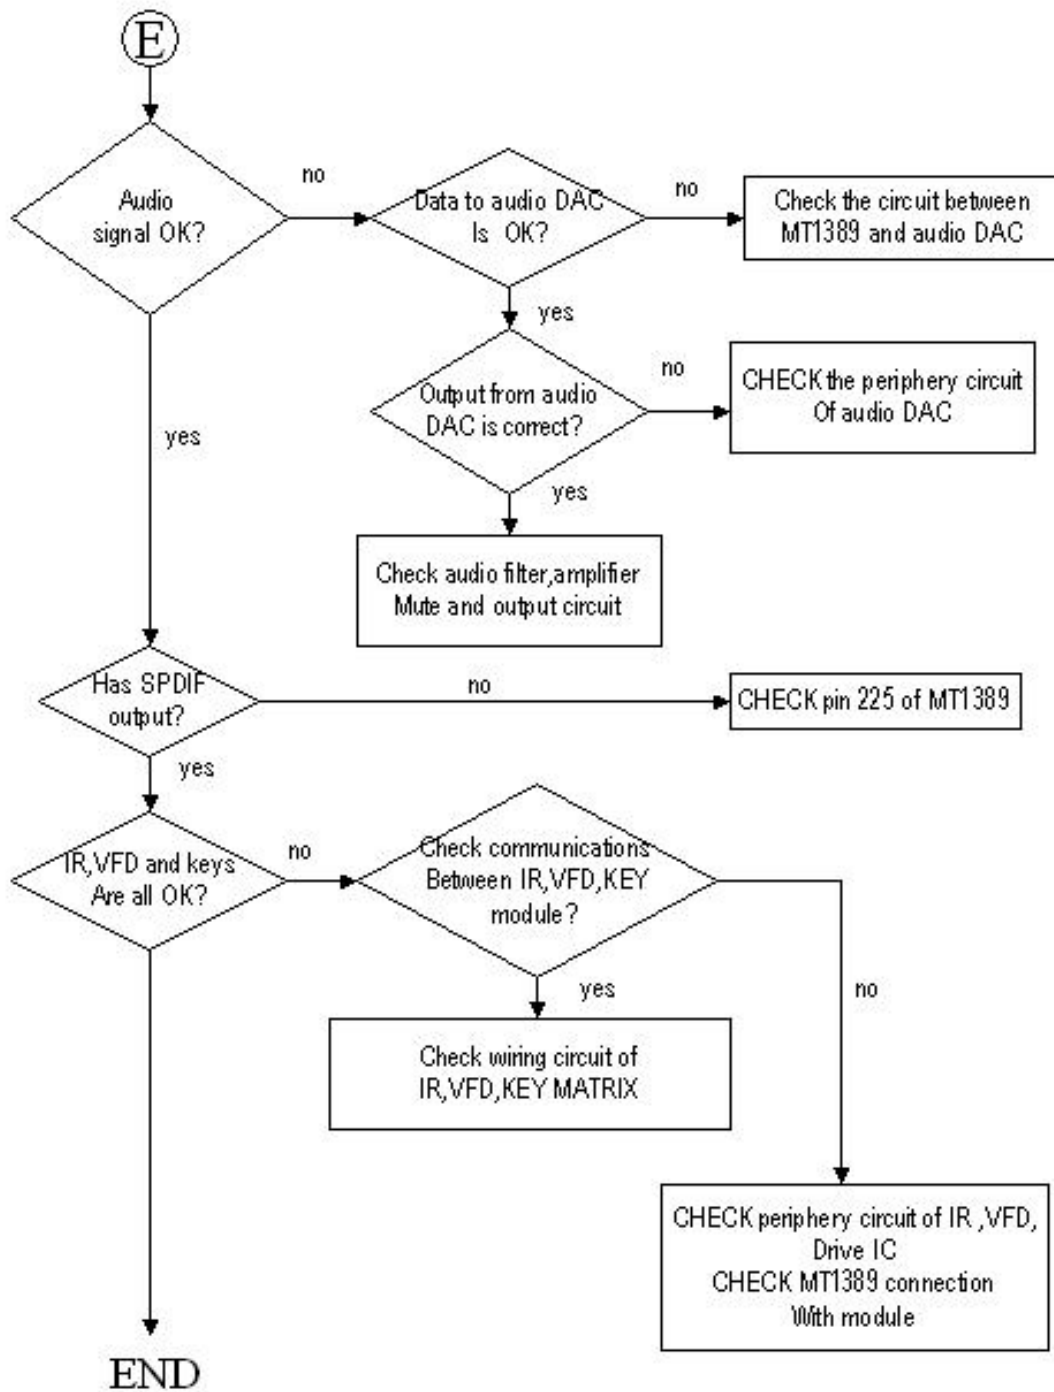 E
Audio
signal OK?
no
Data to audio DAC
Is OK?
no
Check the circuit between
MT1389 and audio DAC
yes
Output from audio
DAC is correct?
no
CHECK the periphery circuit
Of audio DAC
yes
yes
Check audio filter,amplifier
Mute and output circuit
Has SPDIF
output?
no
CHECK pin 225 of MT1389
yes
IR,VFD and keys
Are all OK?
no
Check communications
Between IR,VFD,KEY
module?
yes
no
Check wiring circuit of
IR,VFD,KEY MATRIX
CHECK periphery circuit of IR ,VFD,
Drive IC
CHECK MT1389 connection
With module
END